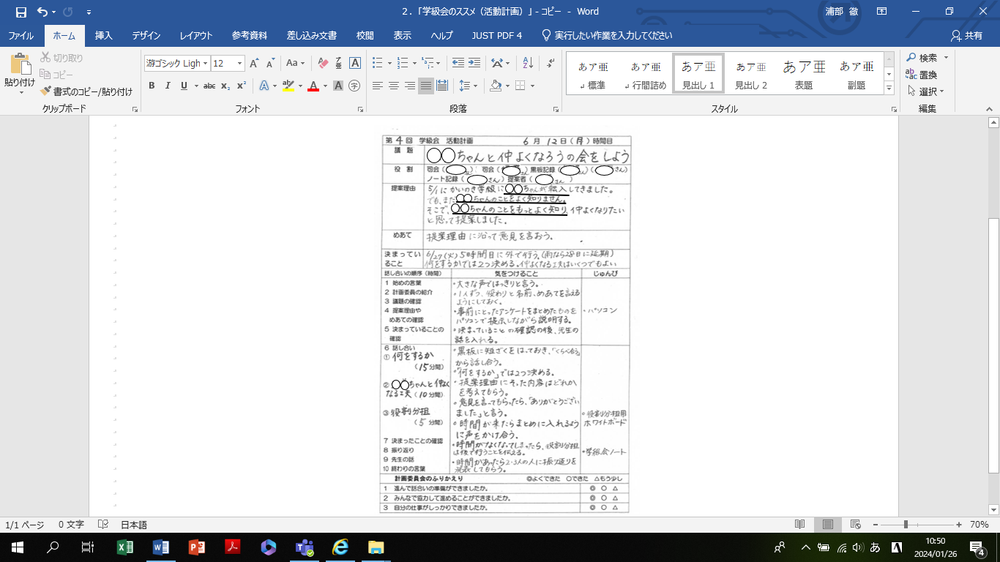 ２．「学級会のススメ（活動計画）」- コピー - Word
浦部 徹
ファイル ホーム 挿入 デザイン レイアウト 参考資料 差し込み文書 校閲 表示 ヘルプ JUST PDF 4 実行したい作業を入力してください 共有
貼り付け
切り取り
コピー
書式のコピー/貼り付け
クリップボード
游ゴシック Ligh 12
フォント
段落
あア亜 あア亜 あア亜 あア亜 あア亜 あア亜
標準 行間詰め 見出し 1 見出し 2 表題 副題
スタイル
検索
置換
選択
編集
第 4 回 学級会 活動計画 6 月 12 日（月）時間目
議 題 ○○ちゃんと仲よくなろうの会をしよう
役 割 司会（ さん）司会（ さん）黒板記録（ ）（ さん）
ノート記録（ さん）提案者（ さん）
提案理由 5/1にかいのき学級に○○ちゃんが転入してきました。
でも、まだ○○ちゃんのことをよく知りません。
そこで、○○ちゃんのことをもっとよく知り、仲よくなりたい
と思って提案しました。
めあて 提案理由に沿って意見を言おう。
決まってい
ること
6/27(火)5時間目に外で行う。(雨なら28日に延期)
何をするかでは2つ決める。仲よくなる工夫はいくつでもよい
話し合いの順序（時間） 気をつけること じゅんび
1 始めの言葉
2 計画委員の紹介
3 議題の確認
4 提案理由や
めあての確認
5 決まっていることの
確認
・大きな声ではっきりと言う。
・1人ずつ、役わりと名前、めあてを言える
ようにしておく。
・事前にとったアンケートをまとめたものを
パソコンで提示しながら説明する。
・決まっていることの確認の後、先生の
話を入れる。
・パソコン
6 話し合い
①何をするか
（15分間）
②○○ちゃんと仲よく
なる工夫（10分間）
③役割分担
（5 分間）
7 決まったことの確認
8 振り返り
9 先生の話
10 終わりの言葉
・黒板に短ざくをはっておき、「くらべ合う」
から話し合う。
・「何をするか」では2つ決める。
・提案理由にそった内容はどれか
を考えてもらう。
・意見を言ってもらったら、「ありがとうござい
ました」と言う。
・時間が来たらまとめに入れるよう
に声をかけ合う。
・時間がなくなってしまったら、役割分担
は後で行うことを伝える。
・時間があったら2・3人の人に振り返りを
発表してもらう。
・役割分担用
ホワイトボード
・学級会ノート
計画委員会のふりかえり ◎よくできた ○できた △もう少し
1 進んで話合いの準備ができましたか。 ◎ ○ △
2 みんなで協力して進めることができましたか。 ◎ ○ △
3 自分の仕事がしっかりできましたか。 ◎ ○ △
1/1 ページ 0 文字 日本語 70%
あ A 10:50
2024/01/26
4